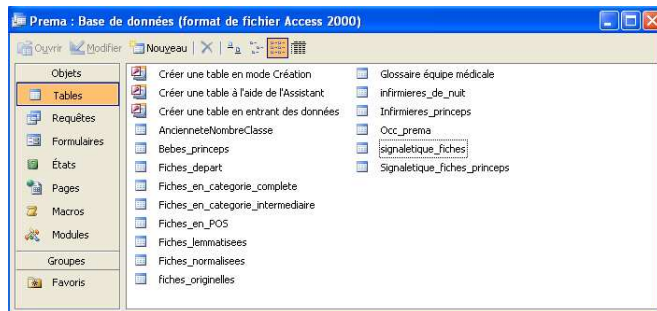 Prema : Base de données (format de fichier Access 2000)
Ouvrir Modifier Nouveau
Objets
Tables
Requêtes
Formulaires
États
Pages
Macros
Modules
Groupes
Favoris
Créer une table en mode Création
Créer une table à l'aide de l'Assistant
Créer une table en entrant des données
AncienneteNombreClasse
Bebes_princeps
Fiches_depart
Fiches_en_categorie_complete
Fiches_en_categorie_intermediaire
Fiches_en_POS
Fiches_lemmatisees
Fiches_normalisees
fiches_originelles
Glossaire équipe médicale
infirmieres_de_nuit
Infirmieres_princeps
Occ_prema
signaletique_fiches
Signaletique_fiches_princeps